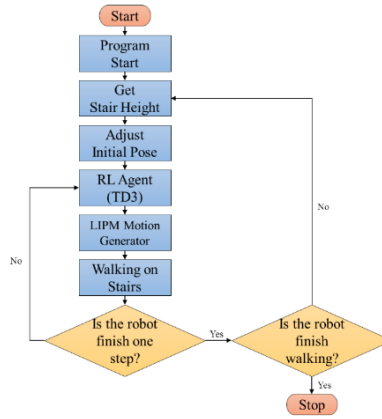 Start
Program
Start
Get
Stair Height
Adjust
Initial Pose
RL Agent
(TD3)
LIPM Motion
Generator
Walking on
Stairs
Is the robot
finish one
step?
No
Yes
Is the robot
finish
walking?
No
Yes
Stop